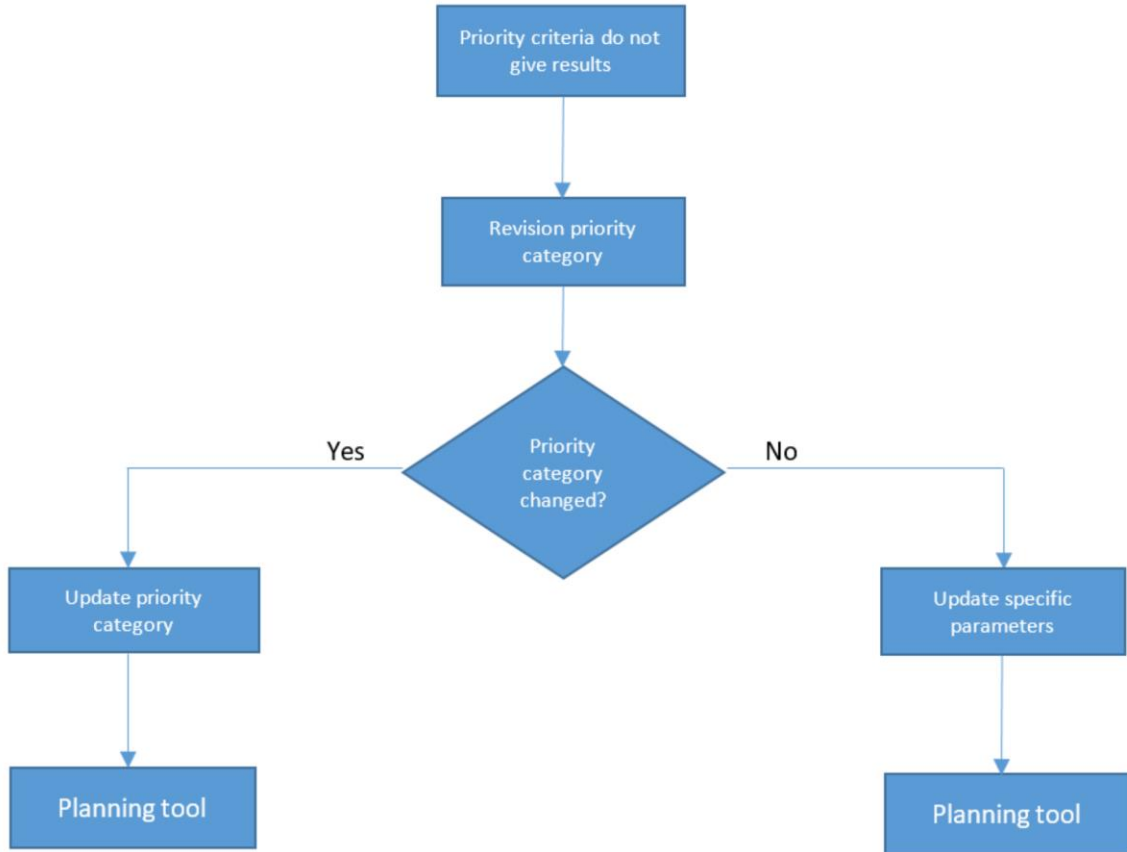 Priority criteria do not
give results
Revision priority
category
Priority
category
changed?
Yes
No
Update priority
category
Update specific
parameters
Planning tool
Planning tool